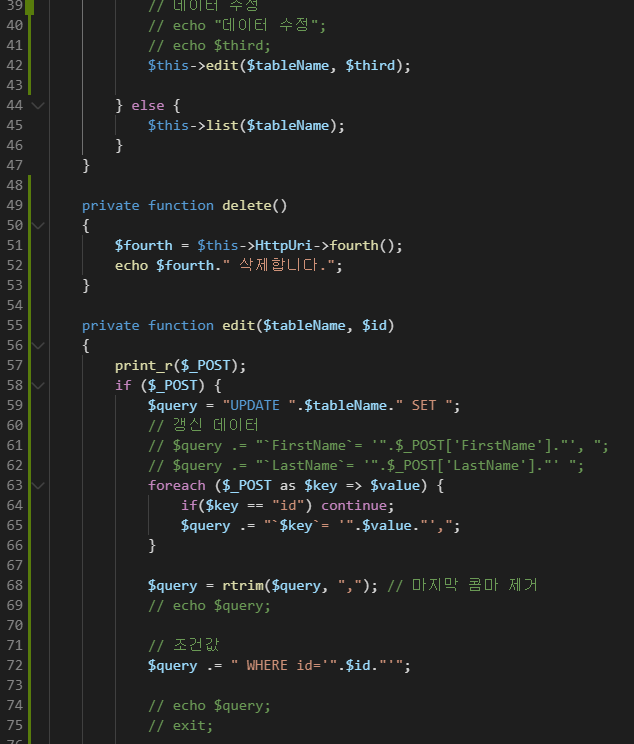 39 // 데이터 수정
40 // echo "데이터 수정";
41 // echo $third;
42 $this->edit($tableName, $third);
43
44 } else {
45 $this->list($tableName);
46 }
47 }
48
49 private function delete()
50 {
51 $fourth = $this->HttpUri->fourth();
52 echo $fourth." 삭제합니다.";
53 }
54
55 private function edit($tableName, $id)
56 {
57 print_r($_POST);
58 if ($_POST) {
59 $query = "UPDATE ".$tableName." SET ";
60 // 갱신 데이터
61 // $query .= "`FirstName`= '".$_POST['FirstName']."', ";
62 // $query .= "`LastName`= '".$_POST['LastName']."' ";
63 foreach ($_POST as $key => $value) {
64 if($key == "id") continue;
65 $query .= "`$key`= '".$value."',";
66 }
67
68 $query = rtrim($query, ","); // 마지막 콤마 제거
69 // echo $query;
70
71 // 조건값
72 $query .= " WHERE id='".$id."'";
73
74 // echo $query;
75 // exit;
76